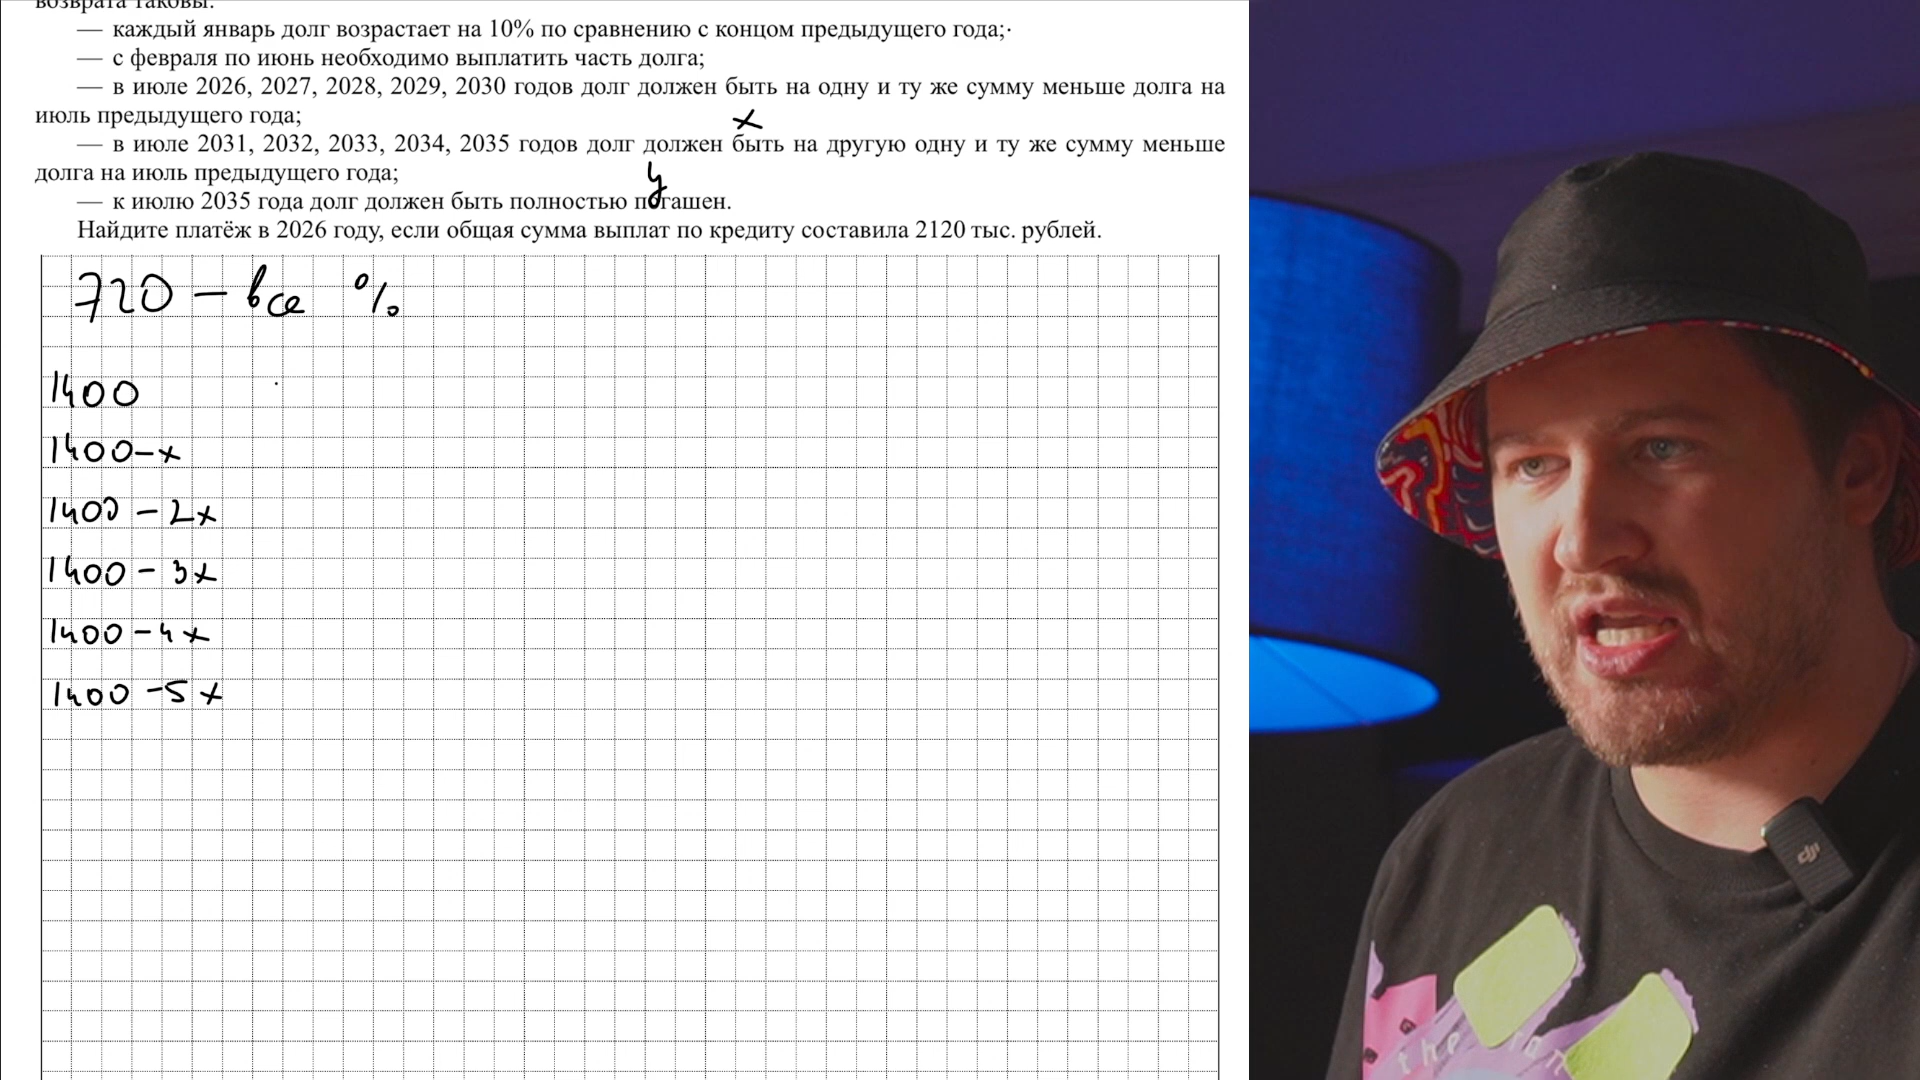 возврата таковы:
— каждый январь долг возрастает на 10% по сравнению с концом предыдущего года;
— с февраля по июнь необходимо выплатить часть долга;
— в июле 2026, 2027, 2028, 2029, 2030 годов долг должен быть на одну и ту же сумму меньше долга на
июль предыдущего года;
x
— в июле 2031, 2032, 2033, 2034, 2035 годов долг должен быть на другую одну и ту же сумму меньше
долга на июль предыдущего года;
y
— к июлю 2035 года долг должен быть полностью погашен.
Найдите платёж в 2026 году, если общая сумма выплат по кредиту составила 2120 тыс. рублей.
720 – все %
1400
1400-x
1400 - 2x
1400 - 3x
1400 - 4x
1400 - 5x
dji